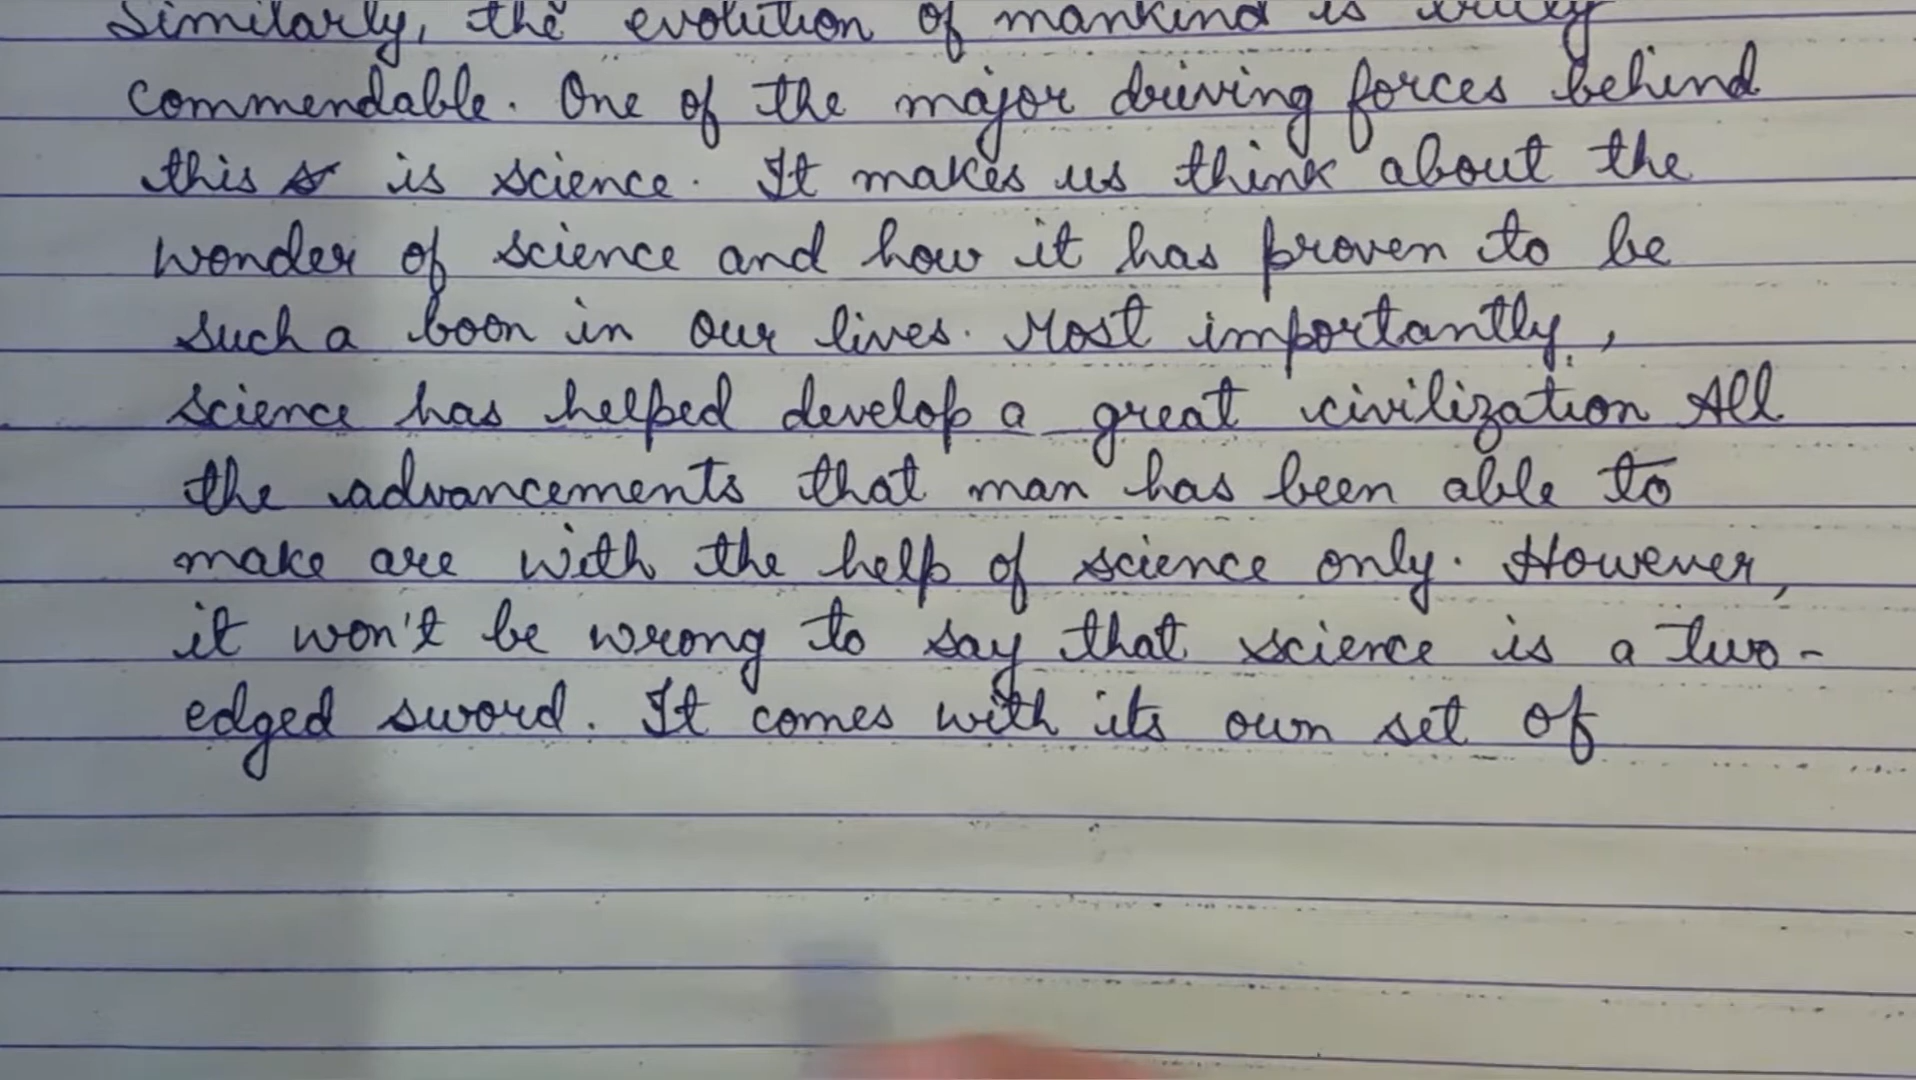 Similarly, the evolution of mankind is truly
commendable. One of the major driving forces behind
this is science. It makes us think about the
wonder of science and how it has proven to be
such a boon in our lives. Most importantly,
science has helped develop a great civilization All
the advancements that man has been able to
make are with the help of science only. However,
it won't be wrong to say that science is a two-
edged sword. It comes with its own set of